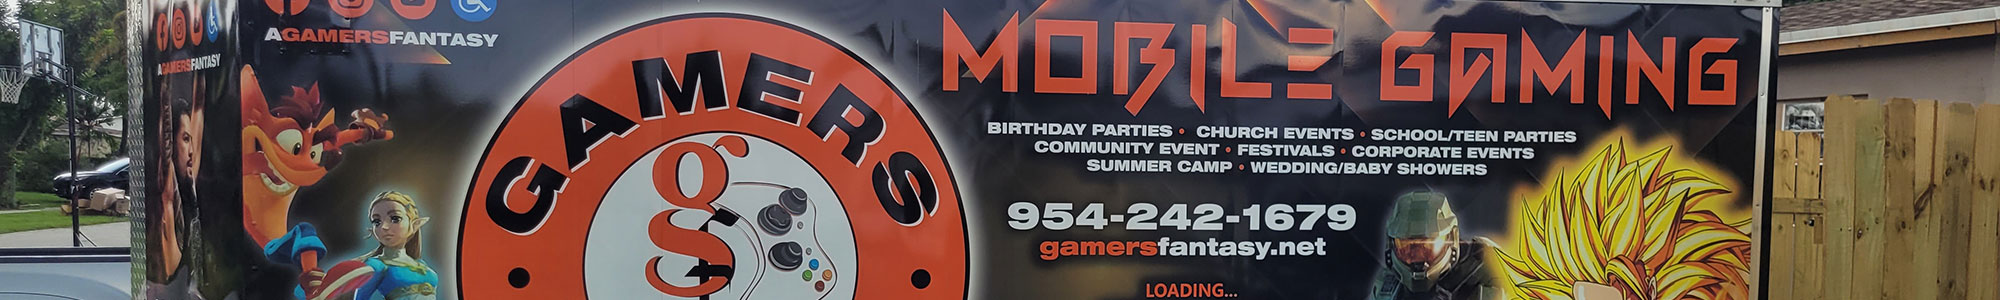 AGAMERSFANTASY
AGAMERSFANTASY
GAMERS
gf
MOBILE GAMING
BIRTHDAY PARTIES • CHURCH EVENTS • SCHOOL/TEEN PARTIES
COMMUNITY EVENT • FESTIVALS • CORPORATE EVENTS
SUMMER CAMP • WEDDING/BABY SHOWERS
954-242-1679
gamersfantasy.net
LOADING...